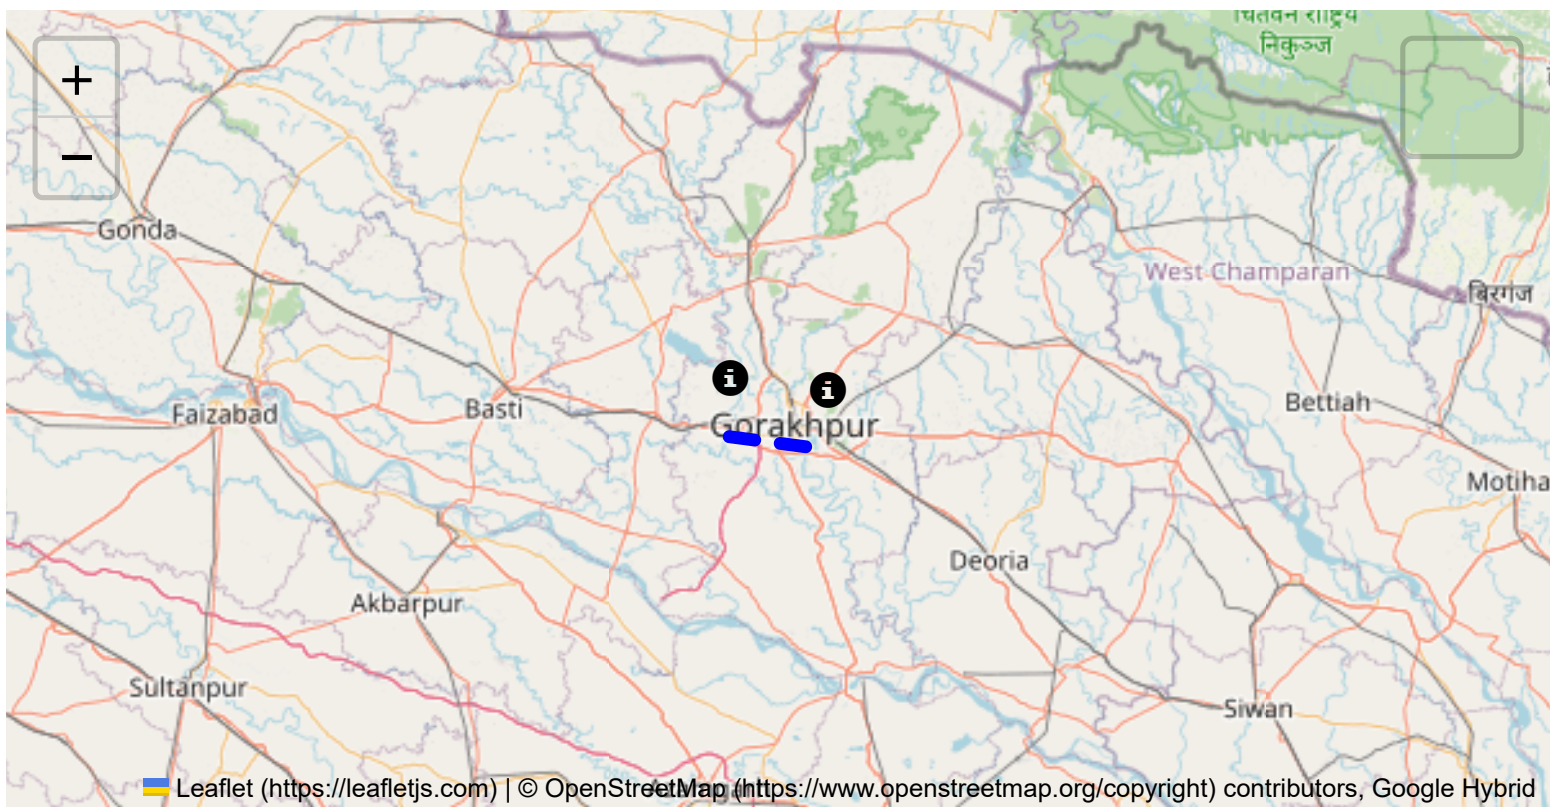 चितवन राष्ट्रिय
निकुञ्ज
+
−
Gonda
West Champaran
बिरगंज
Gorakhpur
Bettiah
Faizabad
Basti
Motiha
Deoria
Akbarpur
Sultanpur
Siwan
Leaflet (https://leafletjs.com) | © OpenStreetMap (https://www.openstreetmap.org/copyright) contributors, Google Hybrid